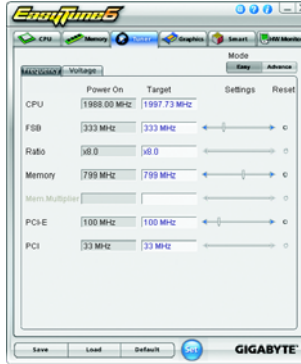 EasyTune6
CPU Memory Tuner Graphics Smart HW Monitor
Mode
Easy Advance
Voltage
Power On Target Settings Reset
CPU 1988.00 MHz 1997.73 MHz
FSB 333 MHz 333 MHz
Ratio x8.0 x8.0
Memory 799 MHz 799 MHz
Mem.Multiplier
PCI-E 100 MHz 100 MHz
PCI 33 MHz 33 MHz
Save Load Default Set GIGABYTE